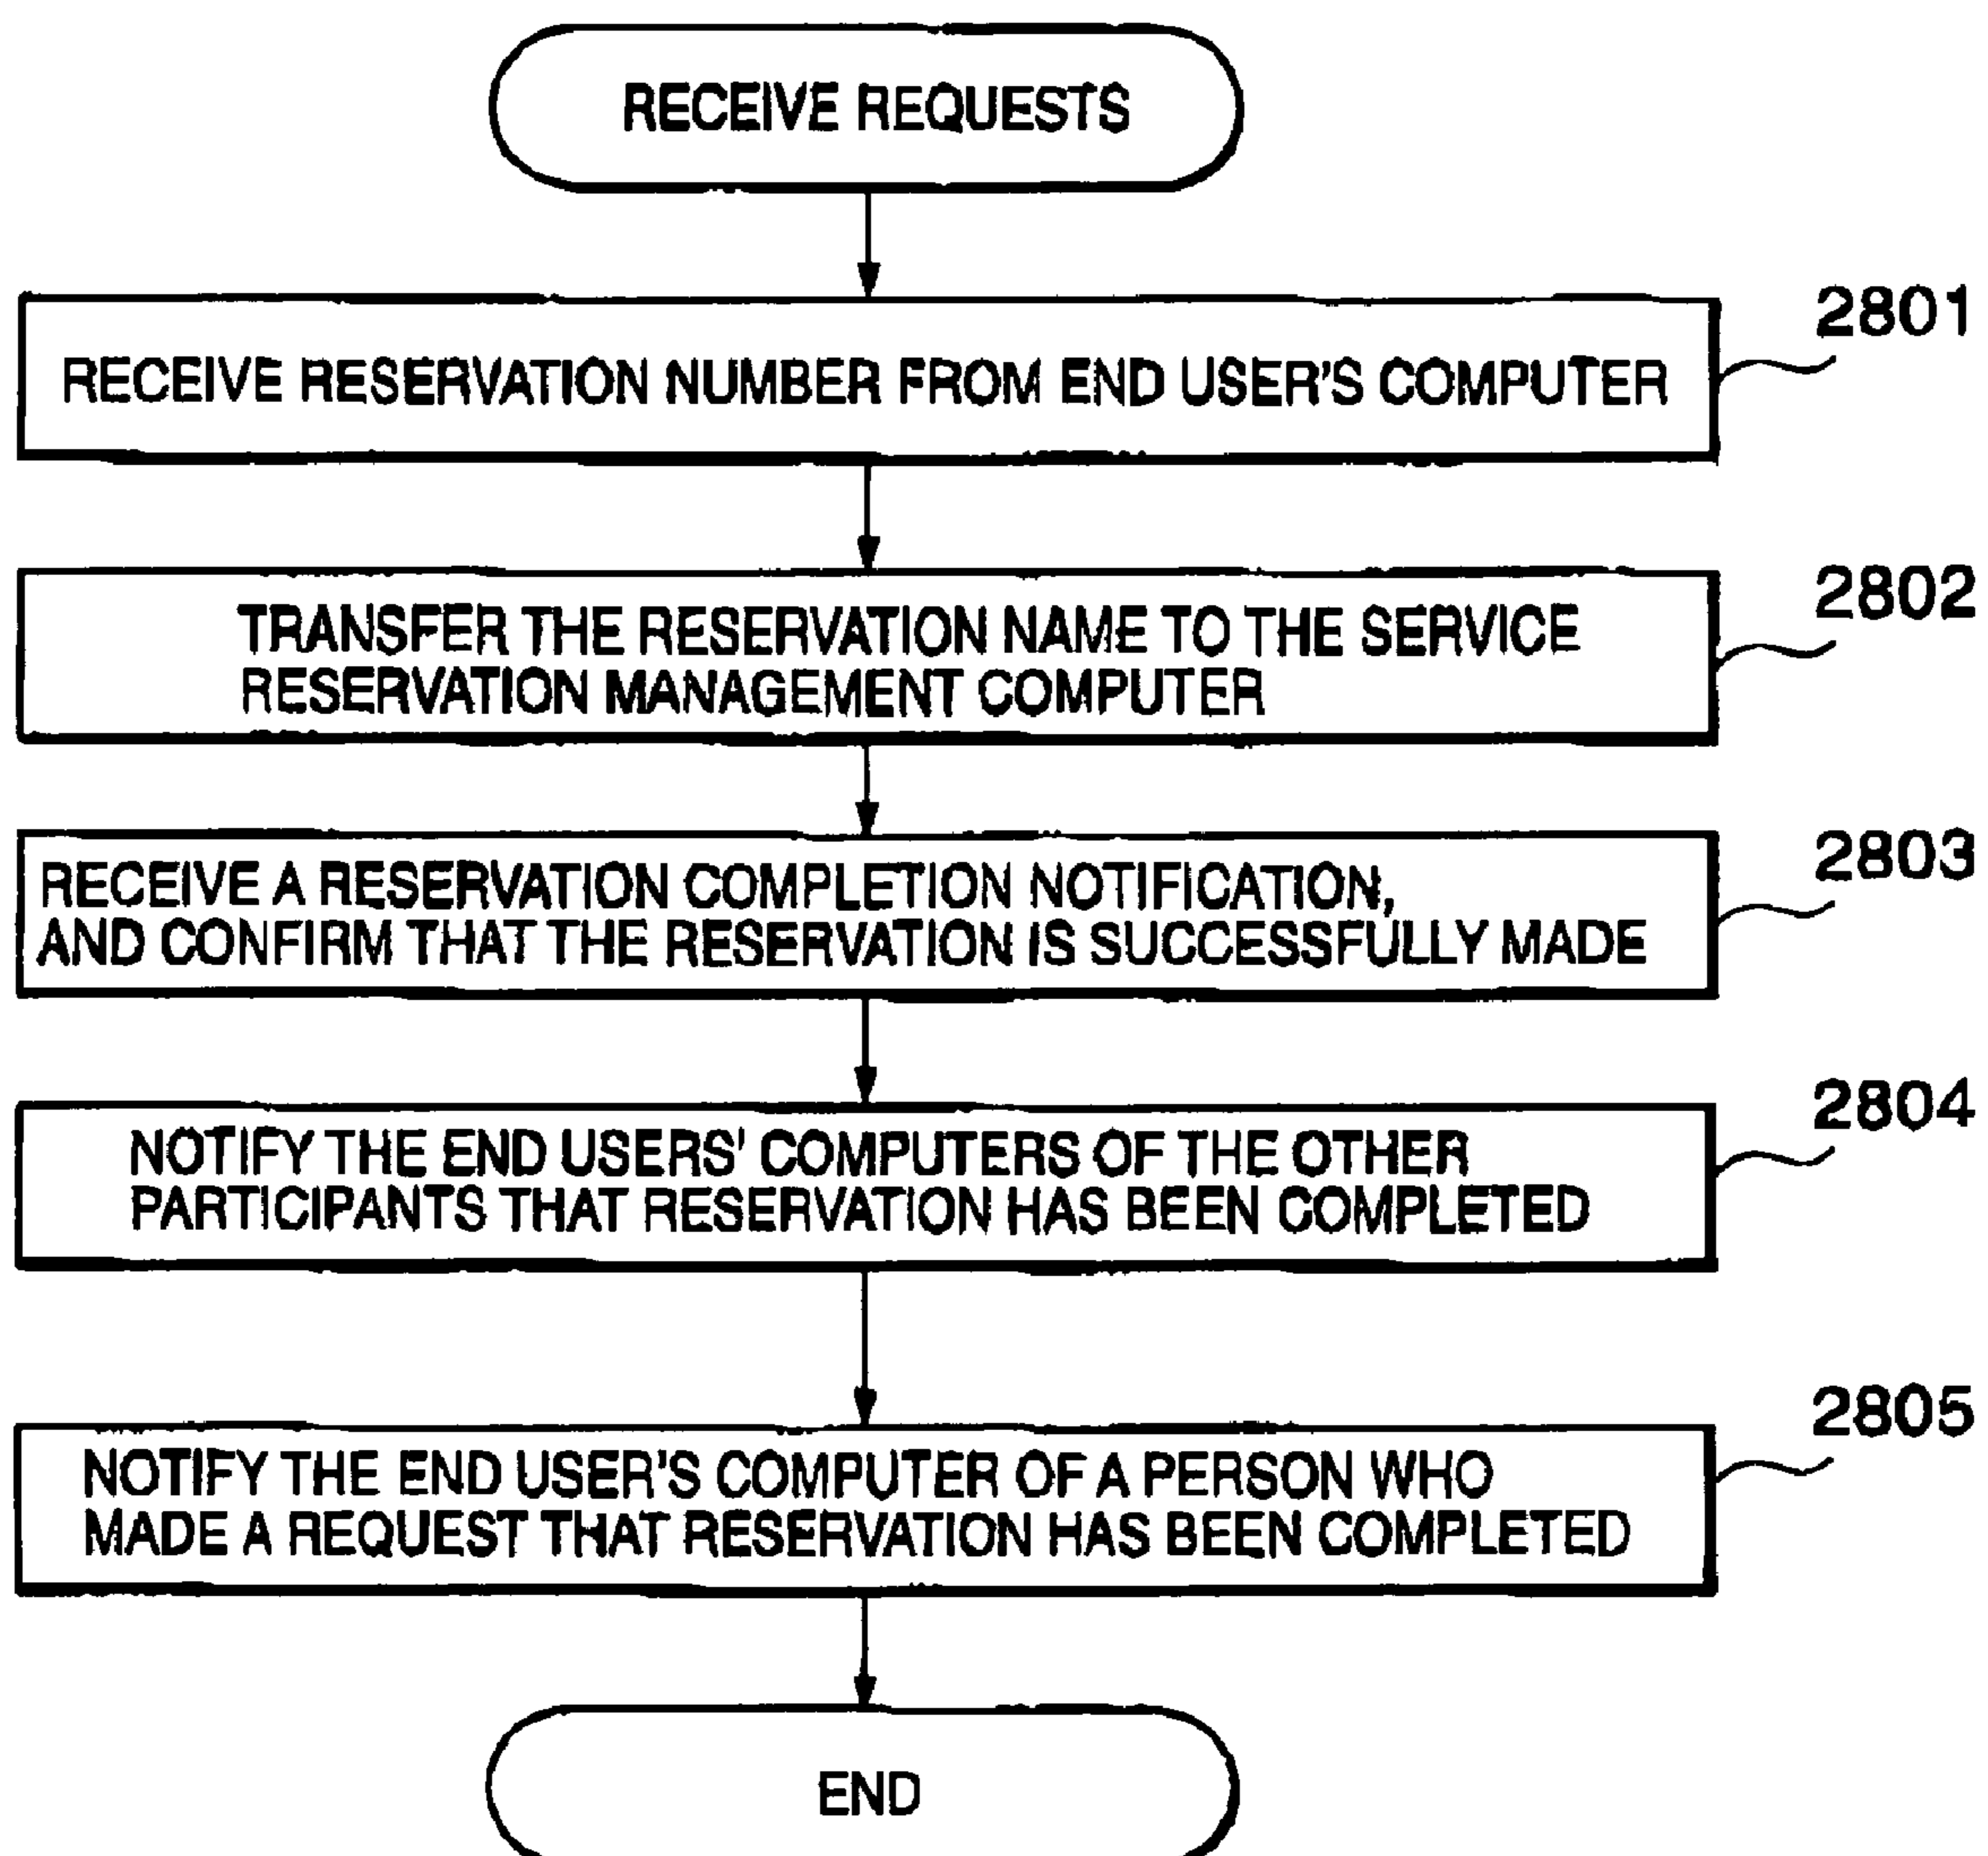 RECEIVE REQUESTS
2801
RECEIVE RESERVATION NUMBER FROM END USER'S COMPUTER
2802
TRANSFER THE RESERVATION NAME TO THE SERVICE
RESERVATION MANAGEMENT COMPUTER
2803
RECEIVE A RESERVATION COMPLETION NOTIFICATION,
AND CONFIRM THAT THE RESERVATION IS SUCCESSFULLY MADE
2804
NOTIFY THE END USERS' COMPUTERS OF THE OTHER
PARTICIPANTS THAT RESERVATION HAS BEEN COMPLETED
2805
NOTIFY THE END USER'S COMPUTER OF A PERSON WHO
MADE A REQUEST THAT RESERVATION HAS BEEN COMPLETED
END